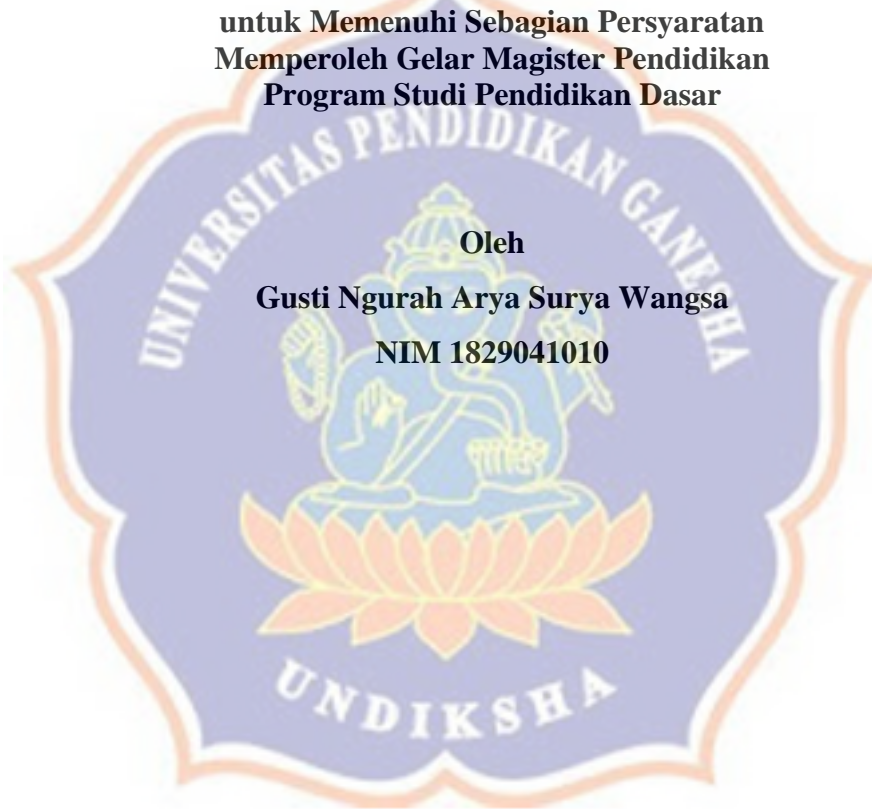 untuk Memenuhi Sebagian Persyaratan
Memperoleh Gelar Magister Pendidikan
Program Studi Pendidikan Dasar
UNIVERSITAS PENDIDIKAN GANESHA
Oleh
Gusti Ngurah Arya Surya Wangsa
NIM 1829041010
UNDIKSHA